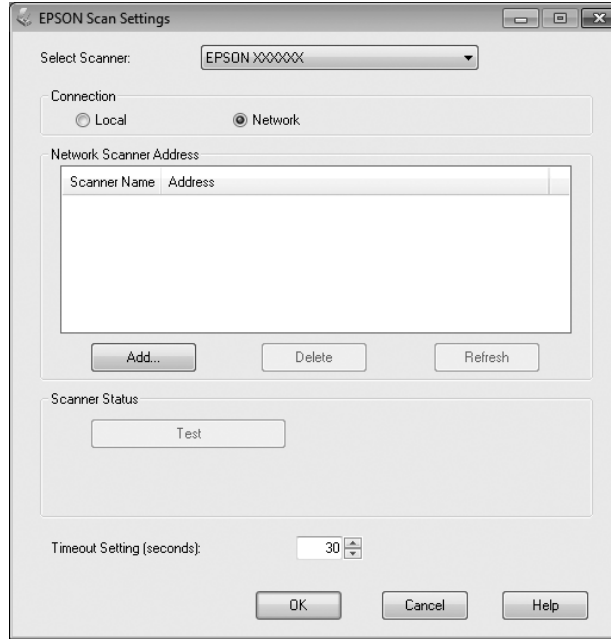 EPSON Scan Settings
Select Scanner: EPSON XXXXXX
Connection
Local Network
Network Scanner Address
Scanner Name Address
Add... Delete Refresh
Scanner Status
Test
Timeout Setting (seconds): 30
OK Cancel Help